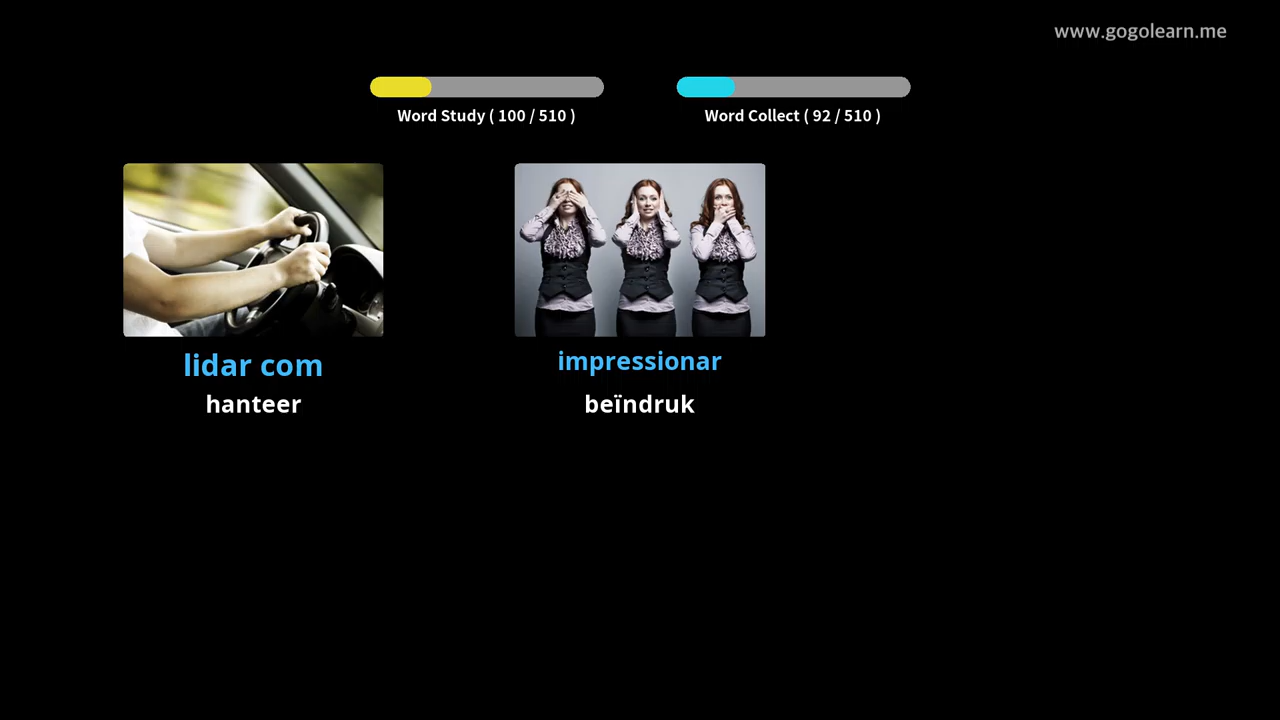 www.gogolearn.me
Word Study ( 100 / 510 )
Word Collect ( 92 / 510 )
lidar com
hanteer
impressionar
beïndruk